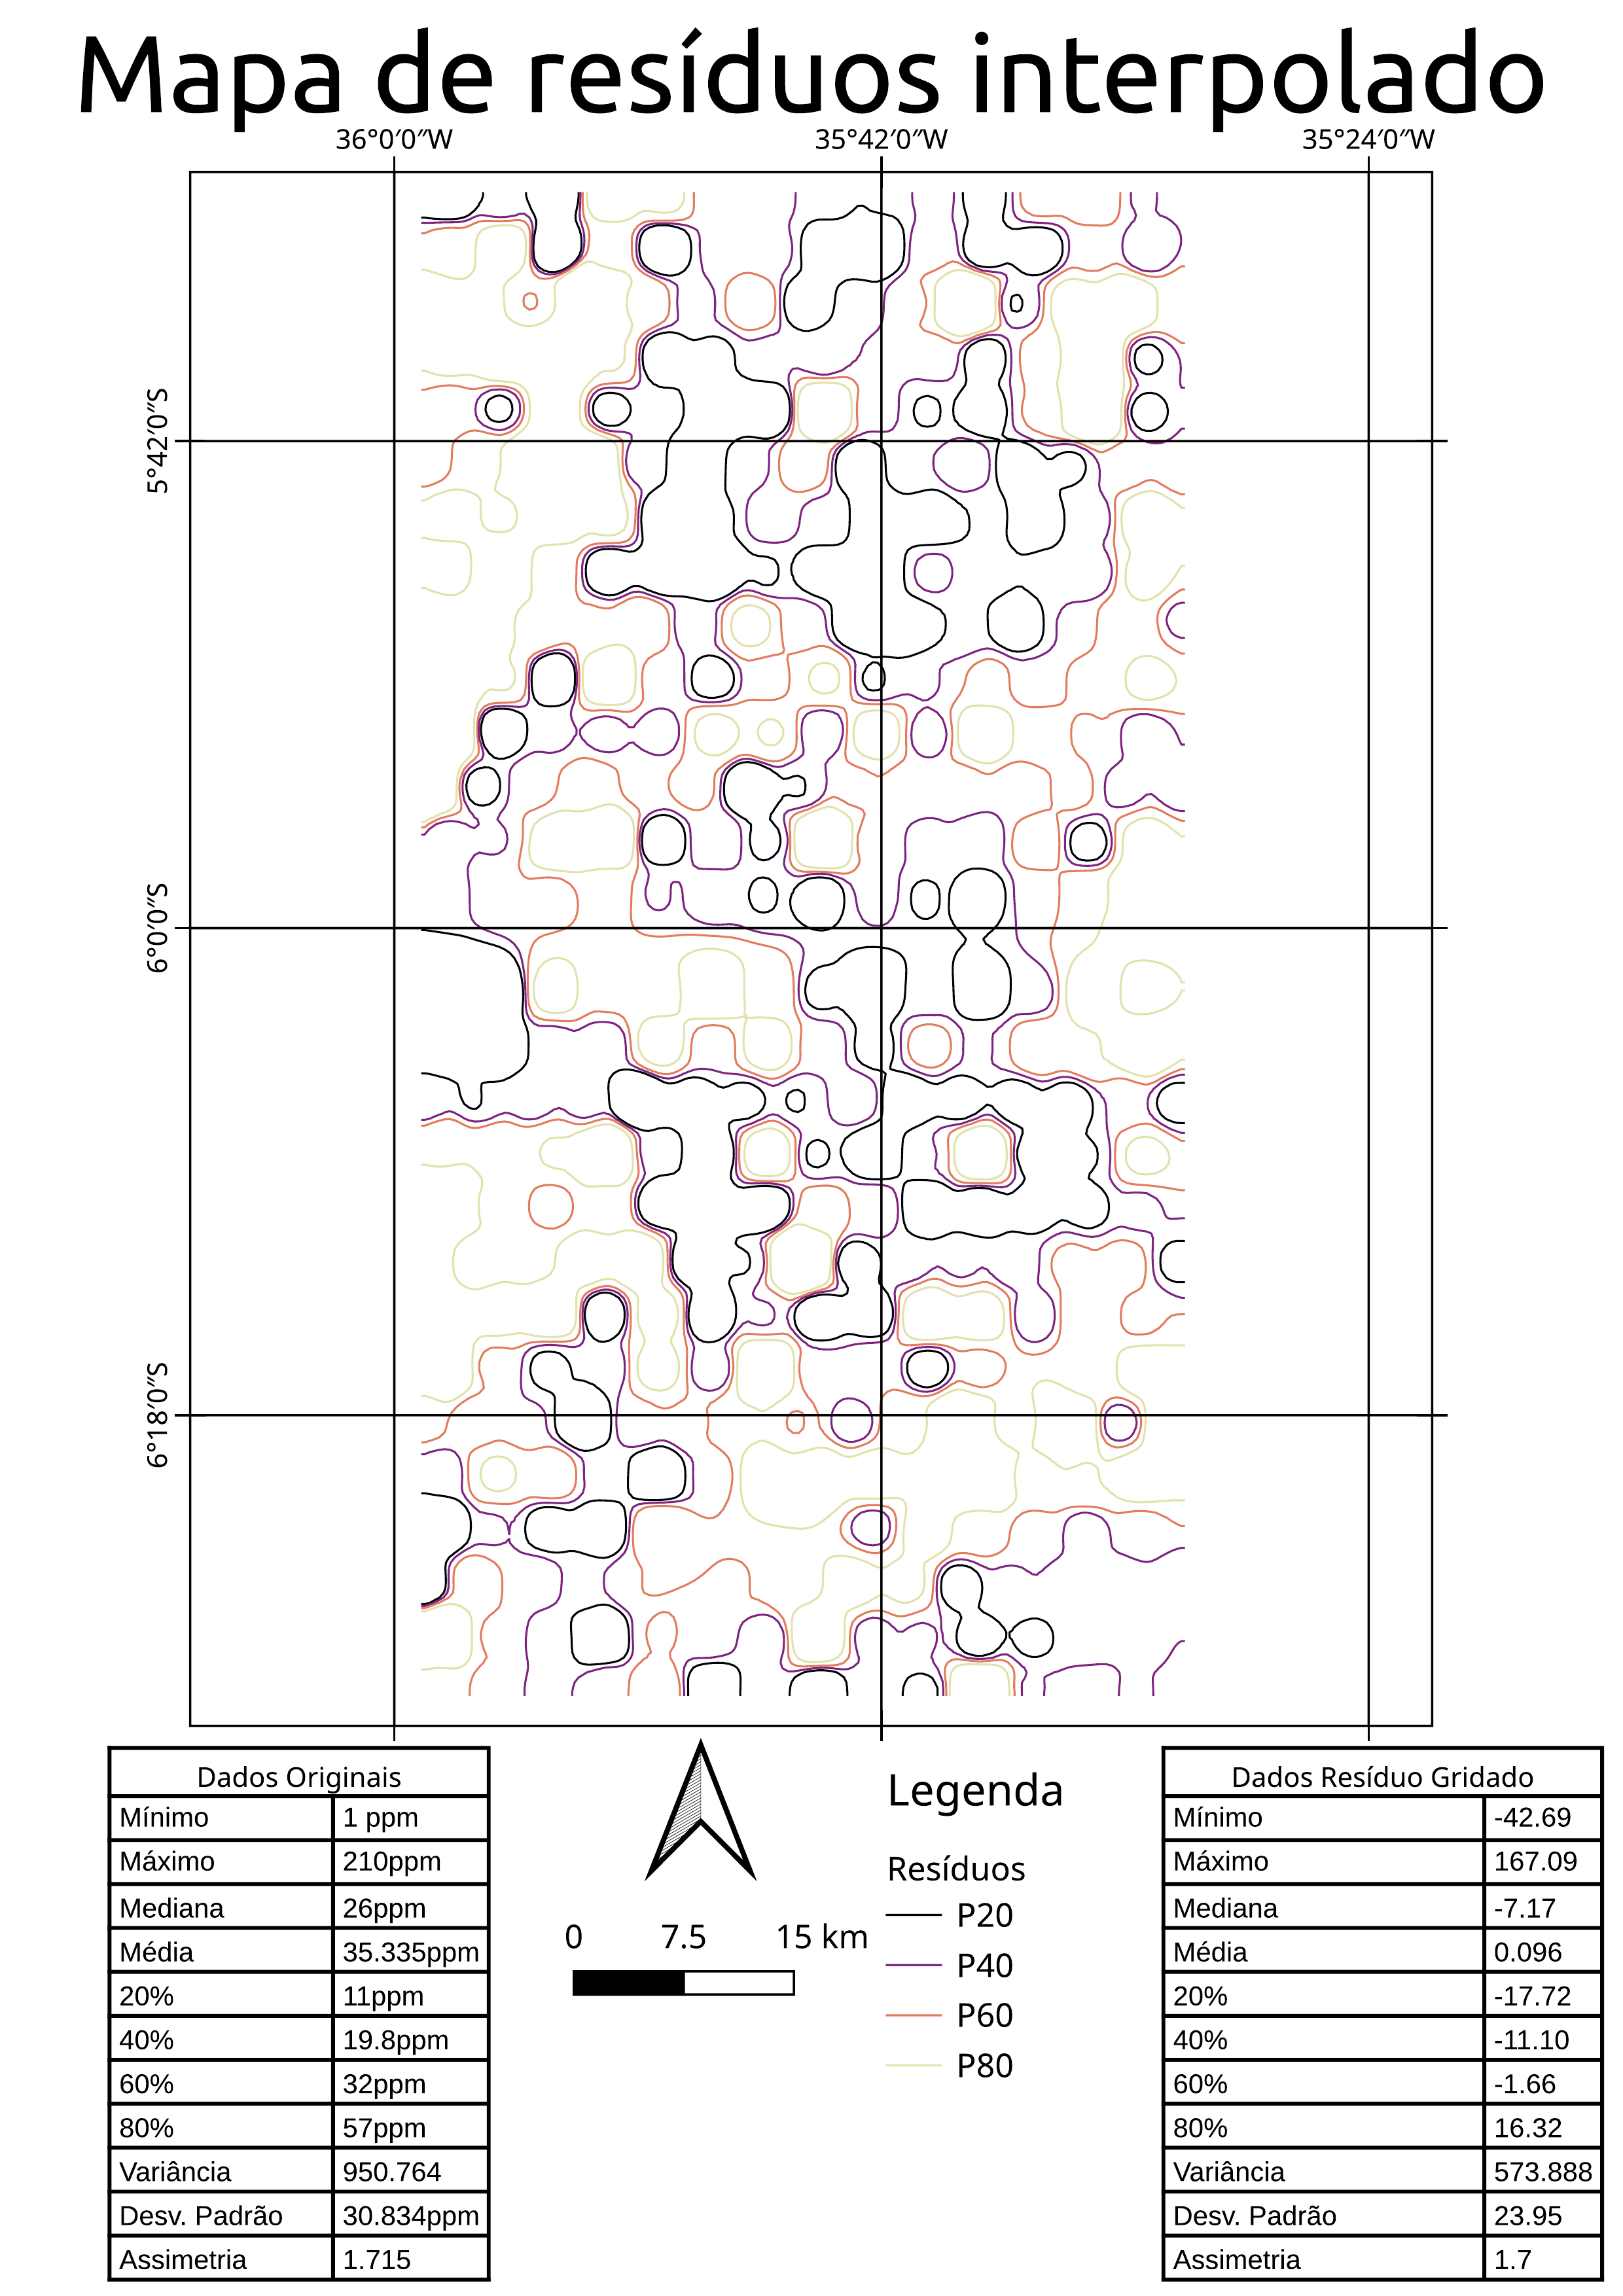 Mapa de resíduos interpolado
36°0′0″W 35°42′0″W 35°24′0″W
5°42′0″S
6°0′0″S
6°18′0″S
Dados Originais
Mínimo 1 ppm
Máximo 210ppm
Mediana 26ppm
Média 35.335ppm
20% 11ppm
40% 19.8ppm
60% 32ppm
80% 57ppm
Variância 950.764
Desv. Padrão 30.834ppm
Assimetria 1.715
0 7.5 15 km
Legenda
Resíduos
P20
P40
P60
P80
Dados Resíduo Gridado
Mínimo -42.69
Máximo 167.09
Mediana -7.17
Média 0.096
20% -17.72
40% -11.10
60% -1.66
80% 16.32
Variância 573.888
Desv. Padrão 23.95
Assimetria 1.7